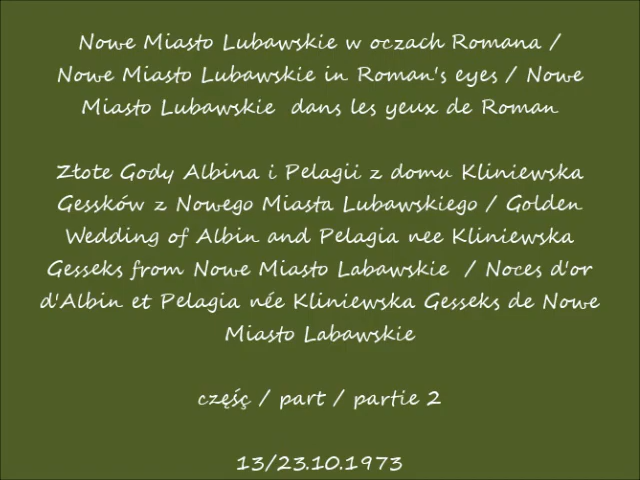 Nowe Miasto Lubawskie w oczach Romana /
Nowe Miasto Lubawskie in Roman's eyes / Nowe
Miasto Lubawskie dans les yeux de Roman
Złote Gody Albina i Pelagii z domu Kliniewska
Gessków z Nowego Miasta Lubawskiego / Golden
Wedding of Albin and Pelagia nee Kliniewska
Gesseks from Nowe Miasto Labawskie / Noces d'or
d'Albin et Pelagia née Kliniewska Gesseks de Nowe
Miasto Labawskie
częśç / part / partie 2
13/23.10.1973